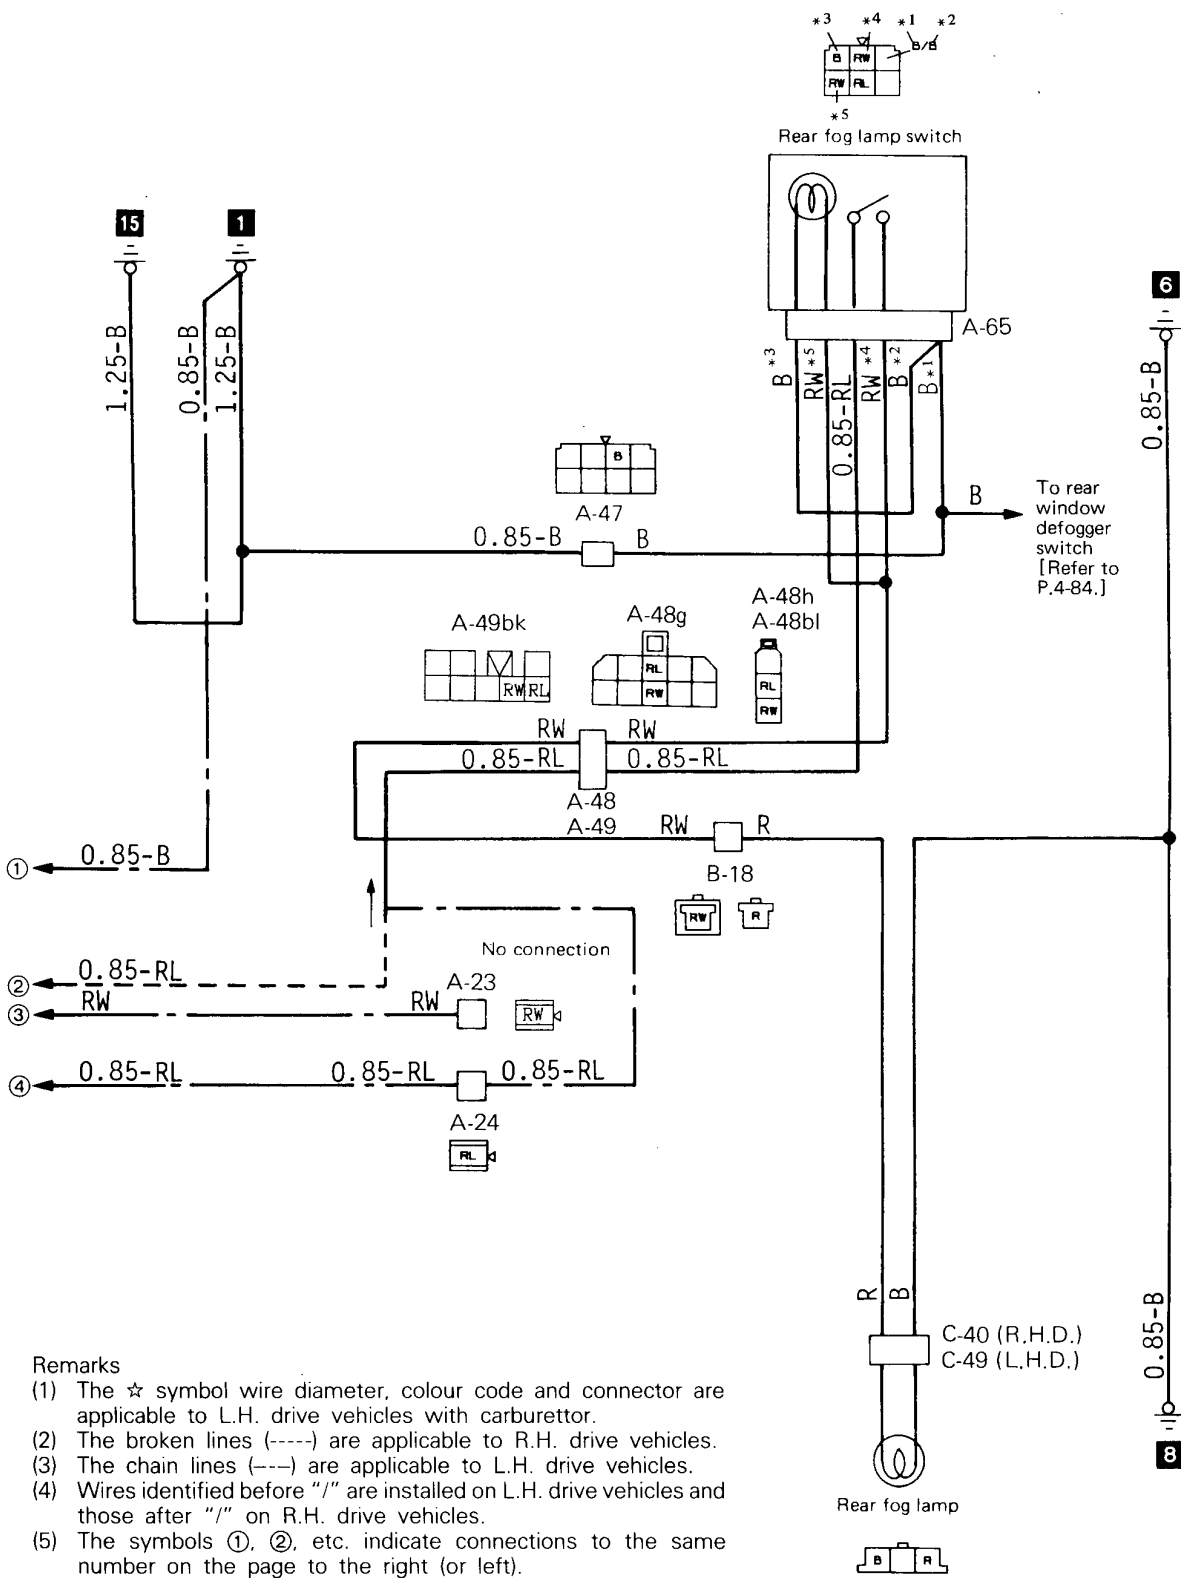 *3 *4 *1 *2
B RW B/B
RW RL
*5
Rear fog lamp switch
15 1
6
A-65
1.25-B
0.85-B
1.25-B
B*3
RW*5
0.85-RL
RW*4
B*2
B*1
0.85-B
B
A-47
B
To rear
window
defogger
switch
[Refer to
P.4-84.]
0.85-B B
A-48h
A-48bl
A-49bk
A-48g
RL
RW
RW RL
RL
RW
RW RW
0.85-RL 0.85-RL
A-48
A-49
RW R
① 0.85-B
B-18
RW R
No connection
② 0.85-RL
A-23
③ RW RW
RW
④ 0.85-RL 0.85-RL 0.85-RL
A-24
RL
R
B
0.85-B
C-40 (R.H.D.)
C-49 (L.H.D.)
8
Rear fog lamp
B R
Remarks
(1) The ☆ symbol wire diameter, colour code and connector are
applicable to L.H. drive vehicles with carburettor.
(2) The broken lines (-----) are applicable to R.H. drive vehicles.
(3) The chain lines (—-—) are applicable to L.H. drive vehicles.
(4) Wires identified before "/" are installed on L.H. drive vehicles and
those after "/" on R.H. drive vehicles.
(5) The symbols ①, ②, etc. indicate connections to the same
number on the page to the right (or left).